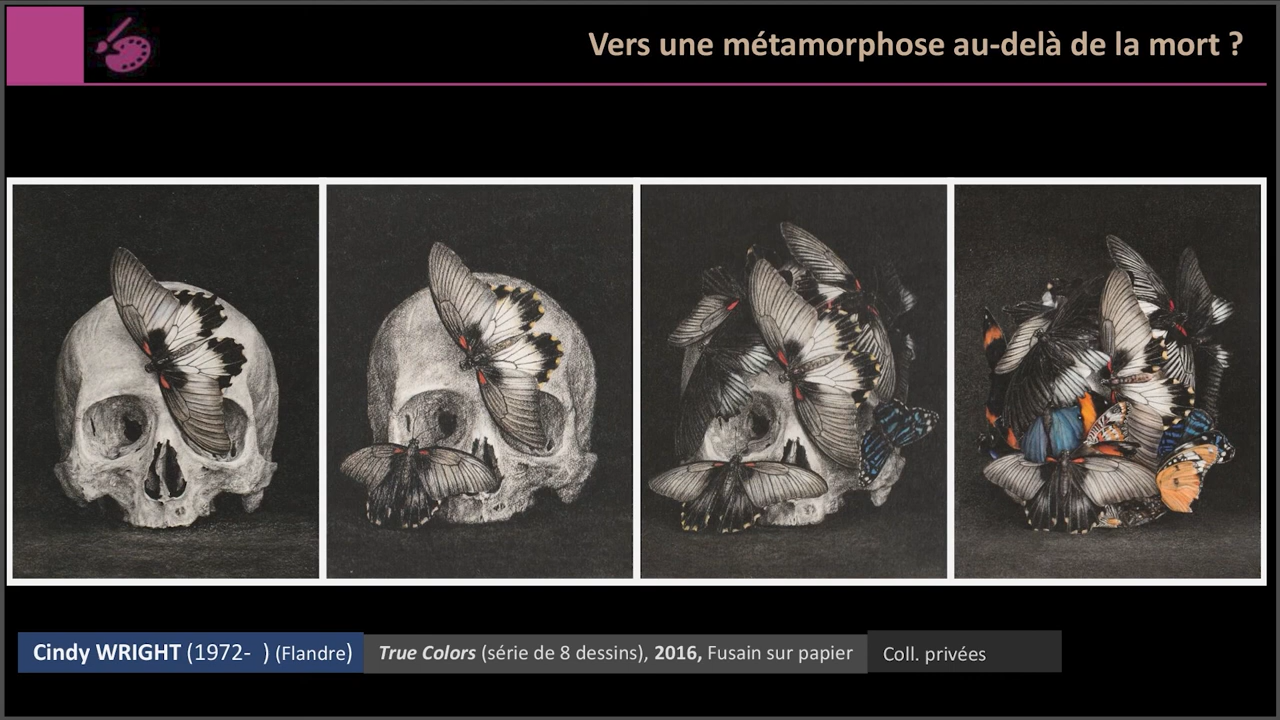 Vers une métamorphose au-delà de la mort ?
Cindy WRIGHT (1972- ) (Flandre) True Colors (série de 8 dessins), 2016, Fusain sur papier Coll. privées